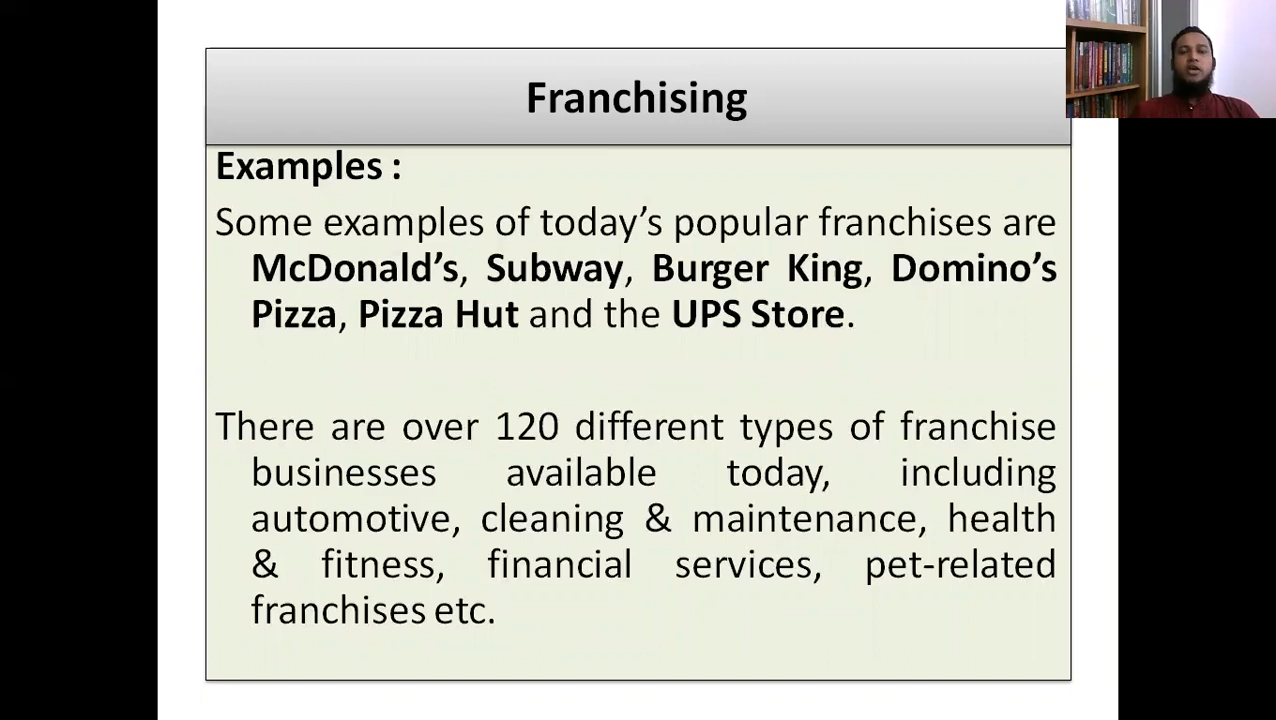 Franchising
Examples :
Some examples of today’s popular franchises are
McDonald’s, Subway, Burger King, Domino’s
Pizza, Pizza Hut and the UPS Store.
There are over 120 different types of franchise
businesses available today, including
automotive, cleaning & maintenance, health
& fitness, financial services, pet-related
franchises etc.